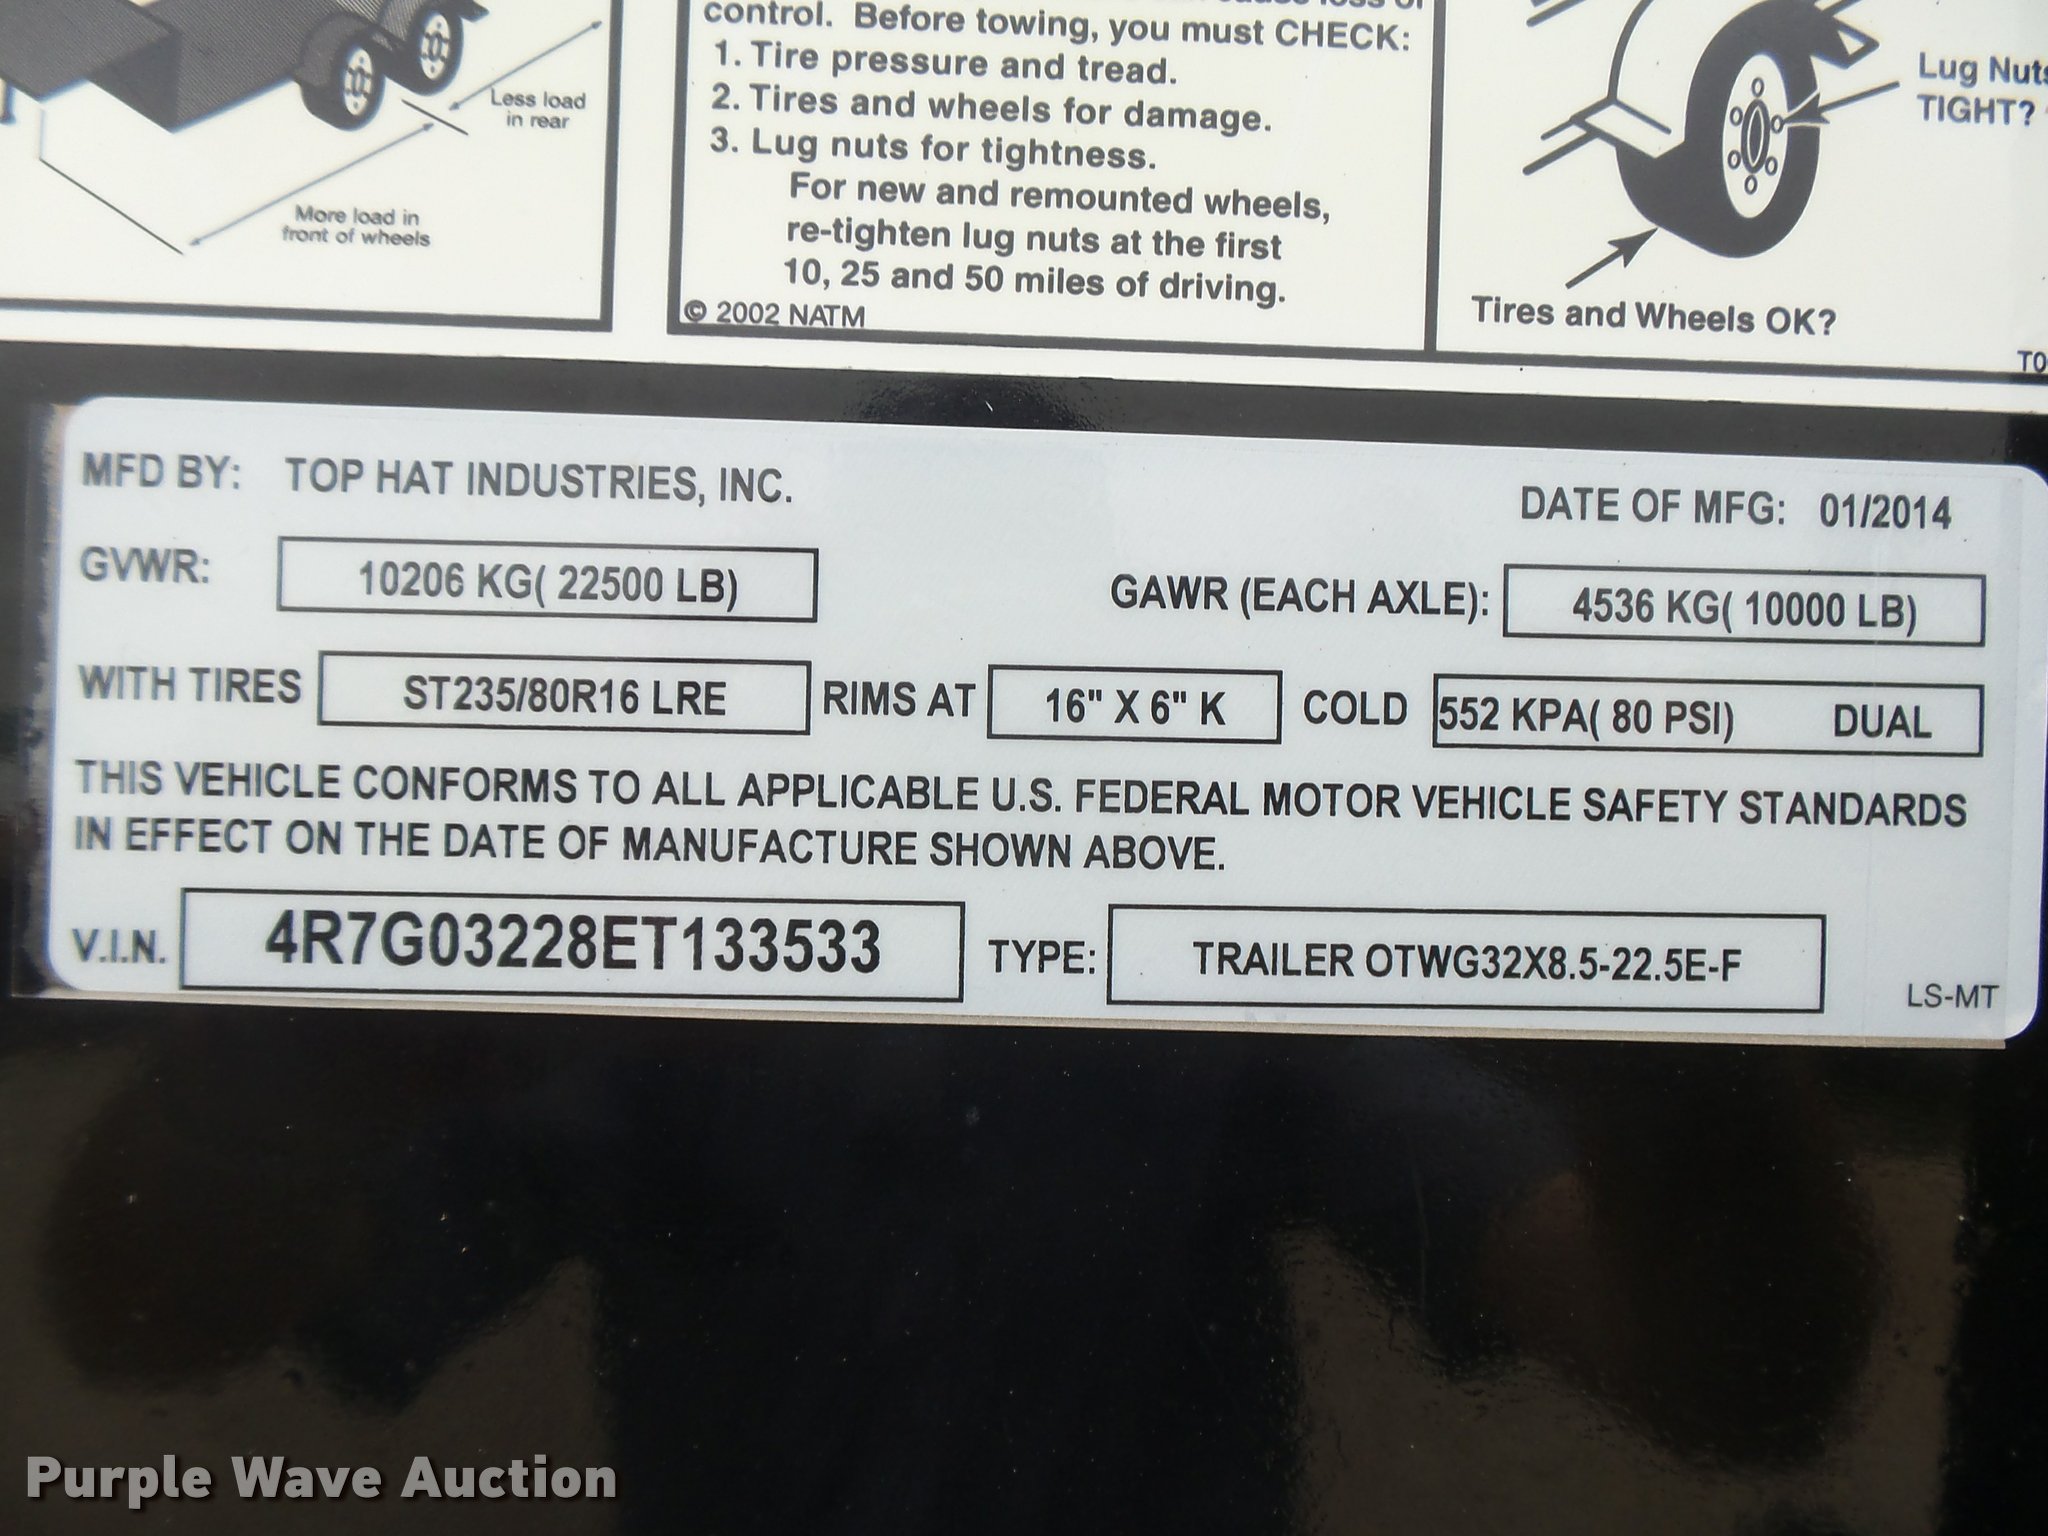 control. Before towing, you must CHECK:
1. Tire pressure and tread.
2. Tires and wheels for damage.
3. Lug nuts for tightness.
For new and remounted wheels,
re-tighten lug nuts at the first
10, 25 and 50 miles of driving.
© 2002 NATM
Less load
in rear
More load in
front of wheels
Lug Nuts
TIGHT?
Tires and Wheels OK?
MFD BY: TOP HAT INDUSTRIES, INC.
DATE OF MFG: 01/2014
GVWR: 10206 KG( 22500 LB)
GAWR (EACH AXLE): 4536 KG( 10000 LB)
WITH TIRES ST235/80R16 LRE RIMS AT 16" X 6" K COLD 552 KPA( 80 PSI) DUAL
THIS VEHICLE CONFORMS TO ALL APPLICABLE U.S. FEDERAL MOTOR VEHICLE SAFETY STANDARDS
IN EFFECT ON THE DATE OF MANUFACTURE SHOWN ABOVE.
V.I.N. 4R7G03228ET133533 TYPE: TRAILER OTWG32X8.5-22.5E-F
LS-MT
Purple Wave Auction